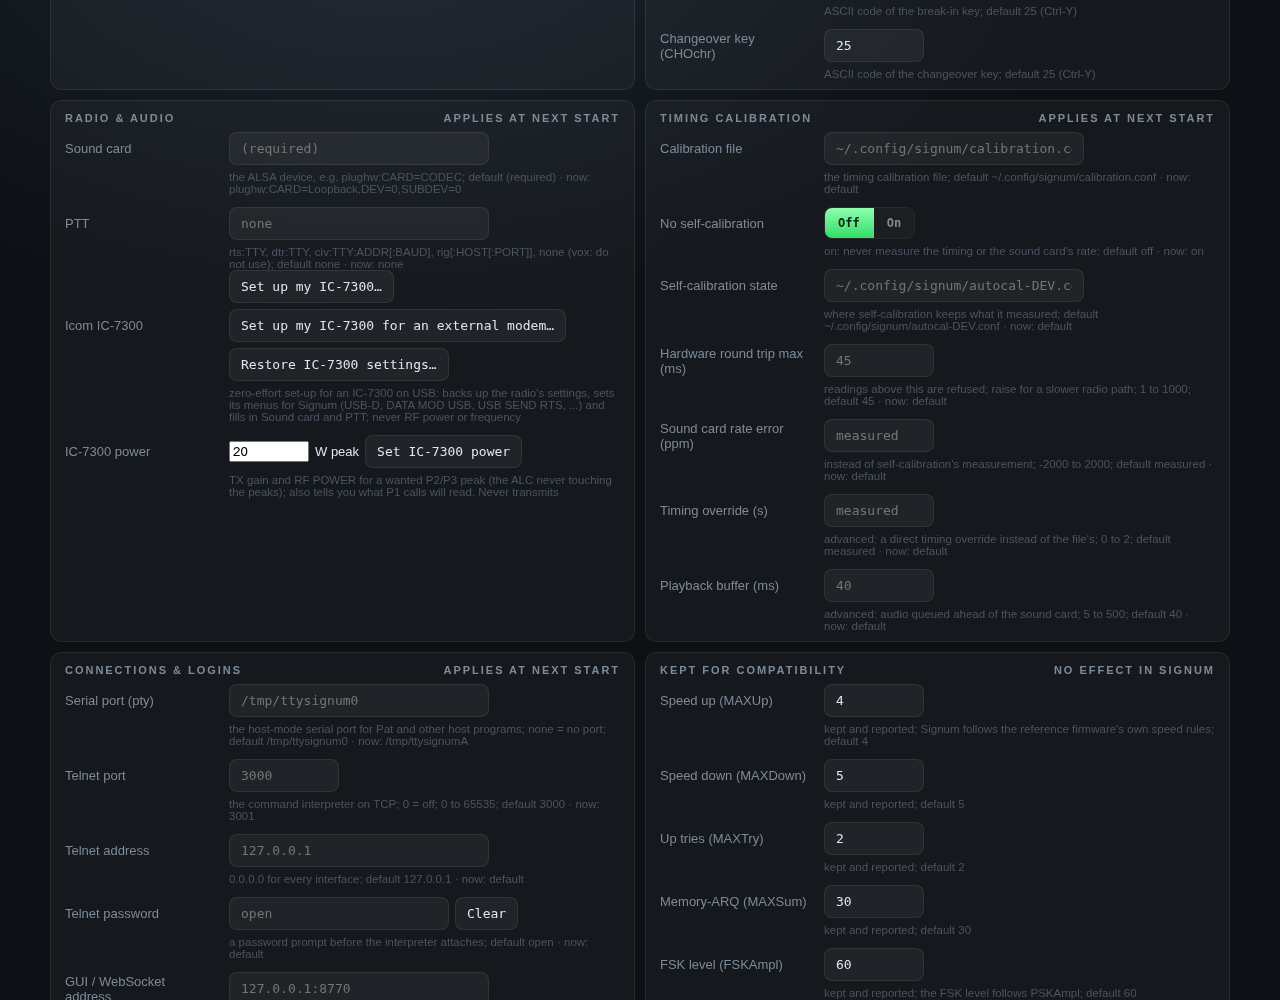 ASCII code of the break-in key; default 25 (Ctrl-Y)
Changeover key
(CHOchr)
25
ASCII code of the changeover key; default 25 (Ctrl-Y)
RADIO & AUDIO
APPLIES AT NEXT START
Sound card
(required)
the ALSA device, e.g. plughw:CARD=CODEC; default (required) · now:
plughw:CARD=Loopback,DEV=0,SUBDEV=0
PTT
none
rts:TTY, dtr:TTY, civ:TTY:ADDR[:BAUD], rig[:HOST[:PORT]], none (vox: do
not use); default none · now: none
Set up my IC-7300…
Icom IC-7300
Set up my IC-7300 for an external modem…
Restore IC-7300 settings…
zero-effort set-up for an IC-7300 on USB: backs up the radio's settings, sets
its menus for Signum (USB-D, DATA MOD USB, USB SEND RTS, ...) and
fills in Sound card and PTT; never RF power or frequency
IC-7300 power
20
W peak
Set IC-7300 power
TX gain and RF POWER for a wanted P2/P3 peak (the ALC never touching
the peaks); also tells you what P1 calls will read. Never transmits
TIMING CALIBRATION
APPLIES AT NEXT START
Calibration file
~/.config/signum/calibration.c
the timing calibration file; default ~/.config/signum/calibration.conf · now:
default
No self-calibration
Off
On
on: never measure the timing or the sound card's rate; default off · now: on
Self-calibration state
~/.config/signum/autocal-DEV.c
where self-calibration keeps what it measured; default
~/.config/signum/autocal-DEV.conf · now: default
Hardware round trip max
(ms)
45
readings above this are refused; raise for a slower radio path; 1 to 1000;
default 45 · now: default
Sound card rate error
(ppm)
measured
instead of self-calibration's measurement; -2000 to 2000; default measured ·
now: default
Timing override (s)
measured
advanced: a direct timing override instead of the file's; 0 to 2; default
measured · now: default
Playback buffer (ms)
40
advanced: audio queued ahead of the sound card; 5 to 500; default 40 ·
now: default
CONNECTIONS & LOGINS
APPLIES AT NEXT START
Serial port (pty)
/tmp/ttysignum0
the host-mode serial port for Pat and other host programs; none = no port;
default /tmp/ttysignum0 · now: /tmp/ttysignumA
Telnet port
3000
the command interpreter on TCP; 0 = off; 0 to 65535; default 3000 · now:
3001
Telnet address
127.0.0.1
0.0.0.0 for every interface; default 127.0.0.1 · now: default
Telnet password
open
Clear
a password prompt before the interpreter attaches; default open · now:
default
GUI / WebSocket
address
127.0.0.1:8770
KEPT FOR COMPATIBILITY
NO EFFECT IN SIGNUM
Speed up (MAXUp)
4
kept and reported; Signum follows the reference firmware's own speed rules;
default 4
Speed down (MAXDown)
5
kept and reported; default 5
Up tries (MAXTry)
2
kept and reported; default 2
Memory-ARQ (MAXSum)
30
kept and reported; default 30
FSK level (FSKAmpl)
60
kept and reported; the FSK level follows PSKAmpl; default 60